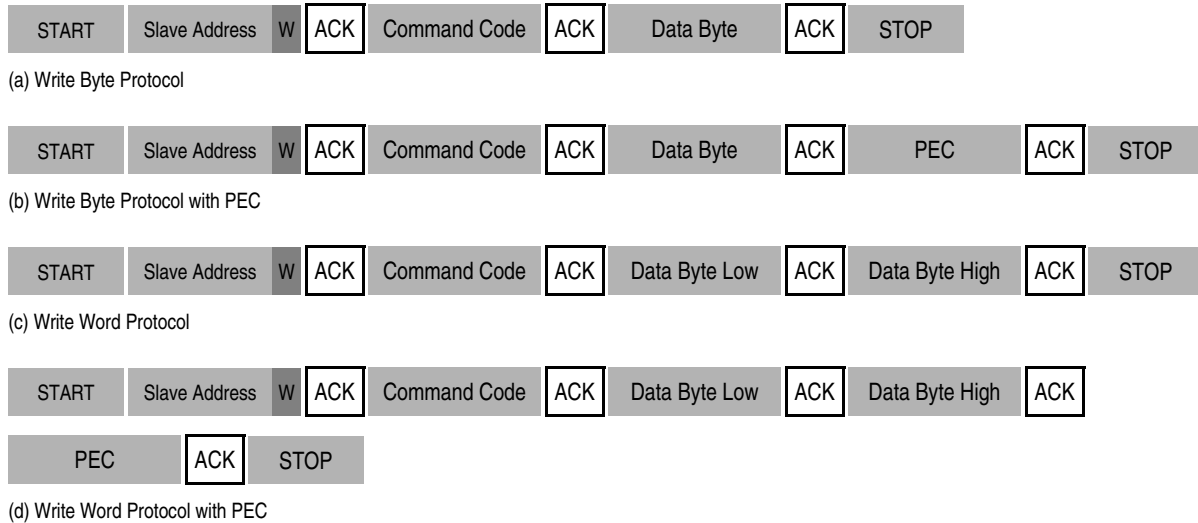 START Slave Address W ACK Command Code ACK Data Byte ACK STOP
(a) Write Byte Protocol
START Slave Address W ACK Command Code ACK Data Byte ACK PEC ACK STOP
(b) Write Byte Protocol with PEC
START Slave Address W ACK Command Code ACK Data Byte Low ACK Data Byte High ACK STOP
(c) Write Word Protocol
START Slave Address W ACK Command Code ACK Data Byte Low ACK Data Byte High ACK
PEC ACK STOP
(d) Write Word Protocol with PEC